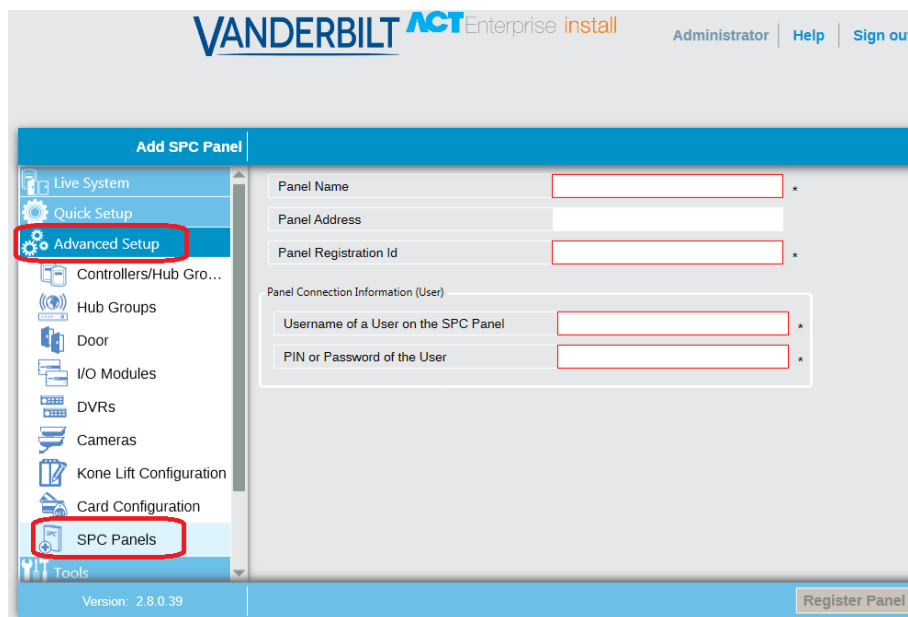 VANDERBILT ACT Enterprise install
Administrator Help Sign ou
Add SPC Panel
Live System
Quick Setup
Advanced Setup
Controllers/Hub Gro...
Hub Groups
Door
I/O Modules
DVRs
Cameras
Kone Lift Configuration
Card Configuration
SPC
SPC Panels
Tools
Panel Name *
Panel Address
Panel Registration Id *
Panel Connection Information (User)
Username of a User on the SPC Panel *
PIN or Password of the User *
Version: 2.8.0.39
Register Panel